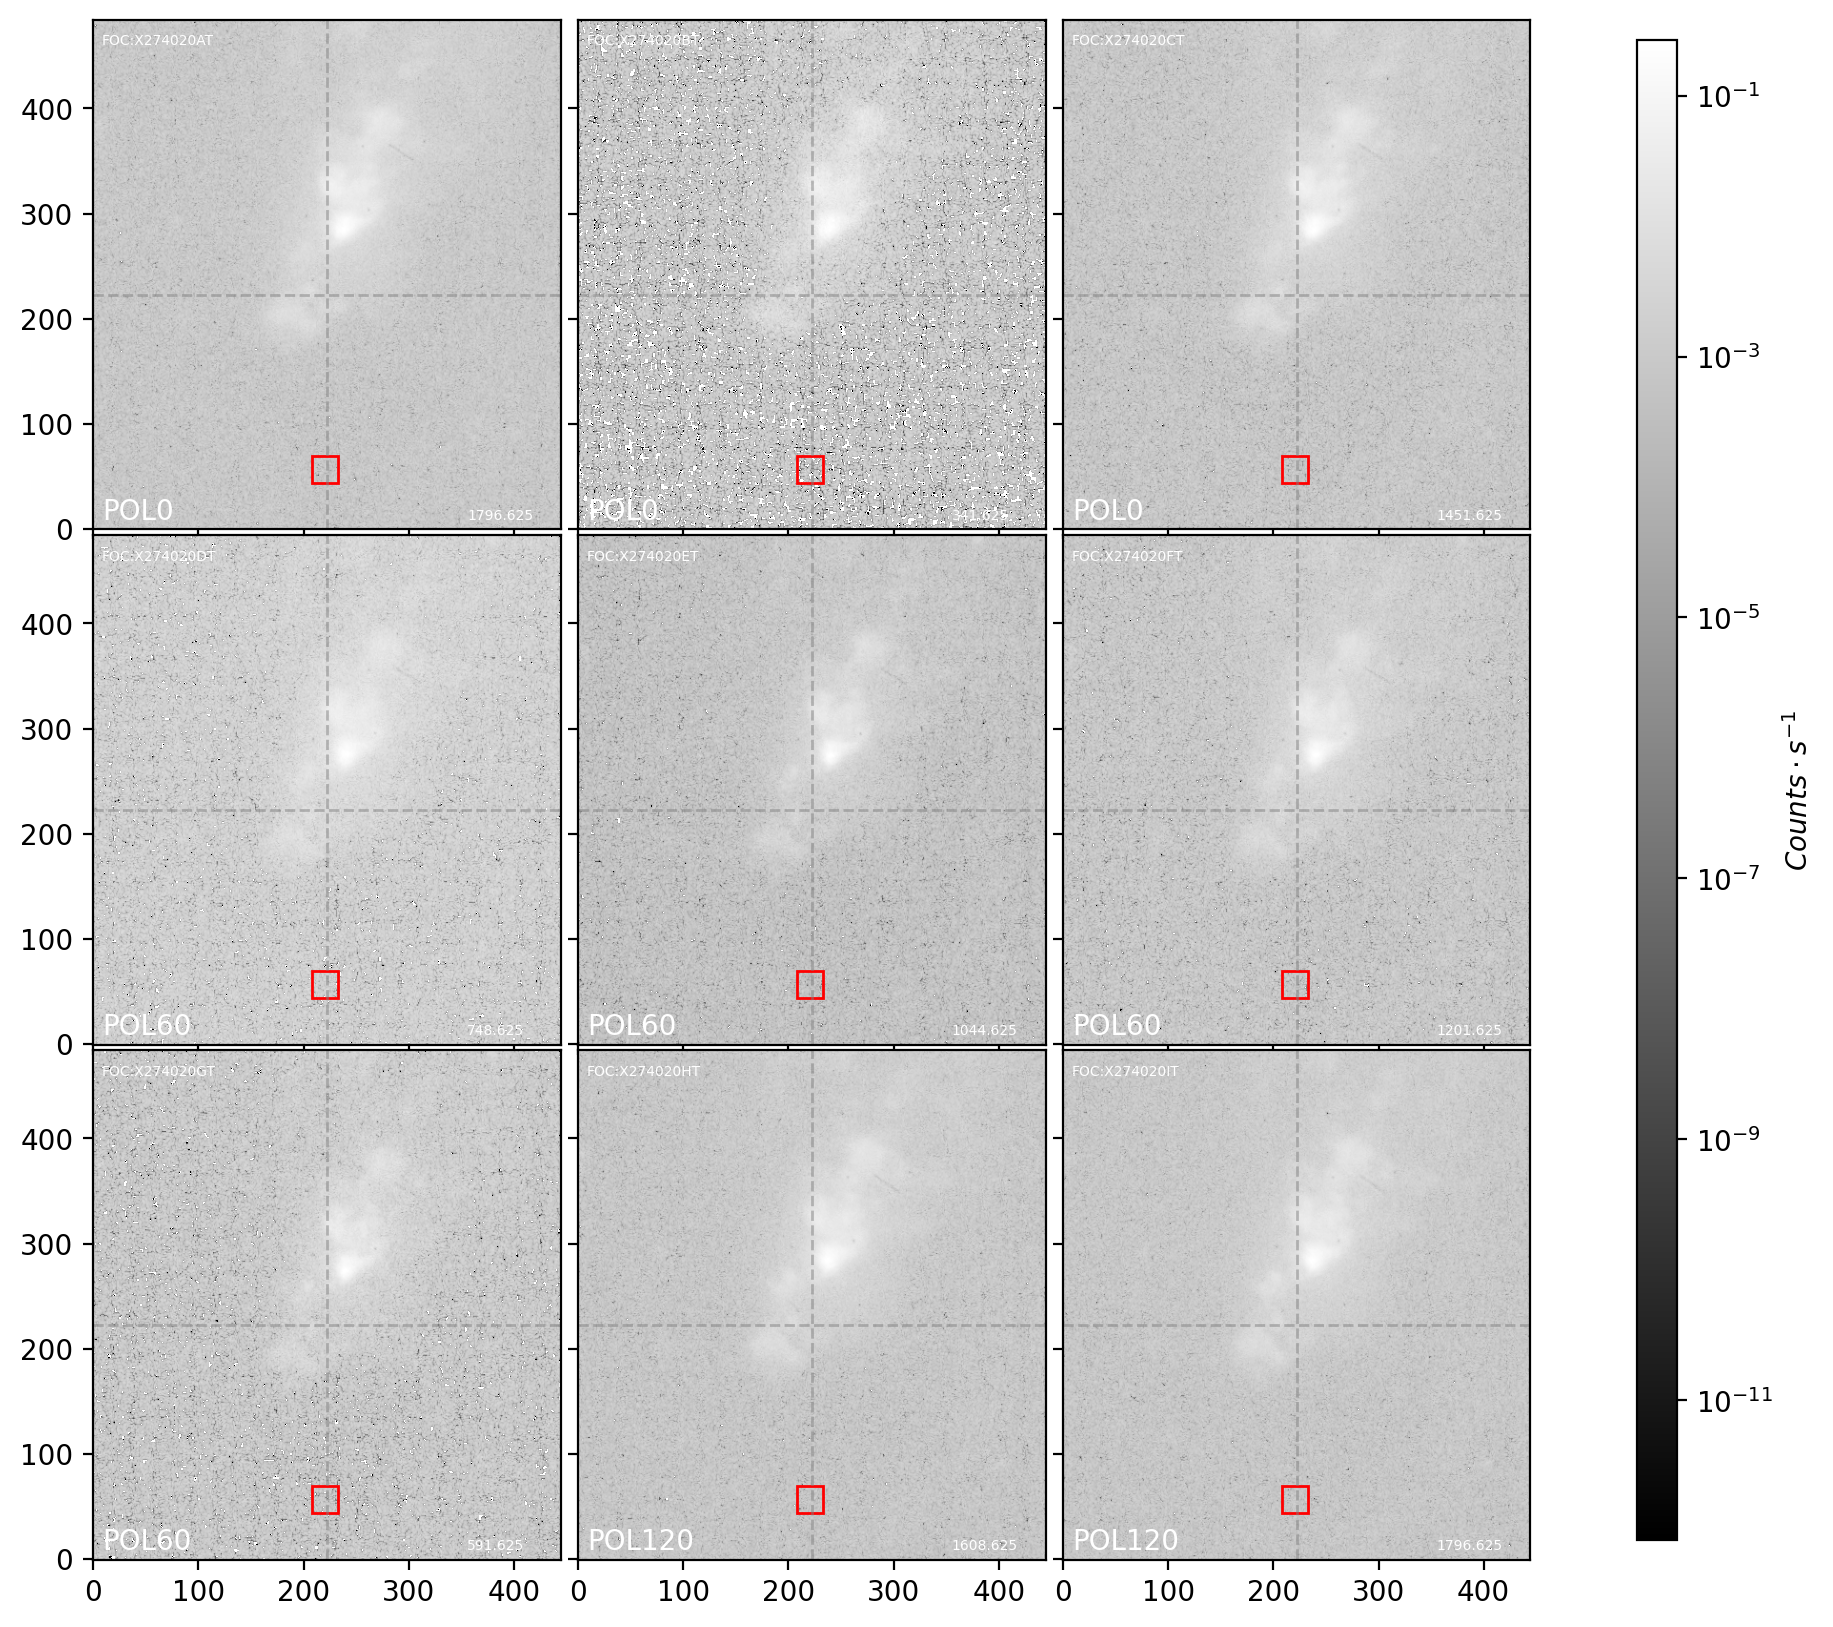 FOC:X274020AT
FOC:X274020BT
FOC:X274020CT
POL0
1796.625
POL0
341.625
POL0
1451.625
FOC:X274020DT
FOC:X274020ET
FOC:X274020FT
POL60
748.625
POL60
1044.625
POL60
1201.625
FOC:X274020GT
FOC:X274020HT
FOC:X274020IT
POL60
591.625
POL120
1608.625
POL120
1796.625
400
300
200
100
0
400
300
200
100
0
400
300
200
100
0
0 100 200 300 400
0 100 200 300 400
0 100 200 300 400
10⁻¹
10⁻³
10⁻⁵
10⁻⁷
10⁻⁹
10⁻¹¹
Counts · s⁻¹